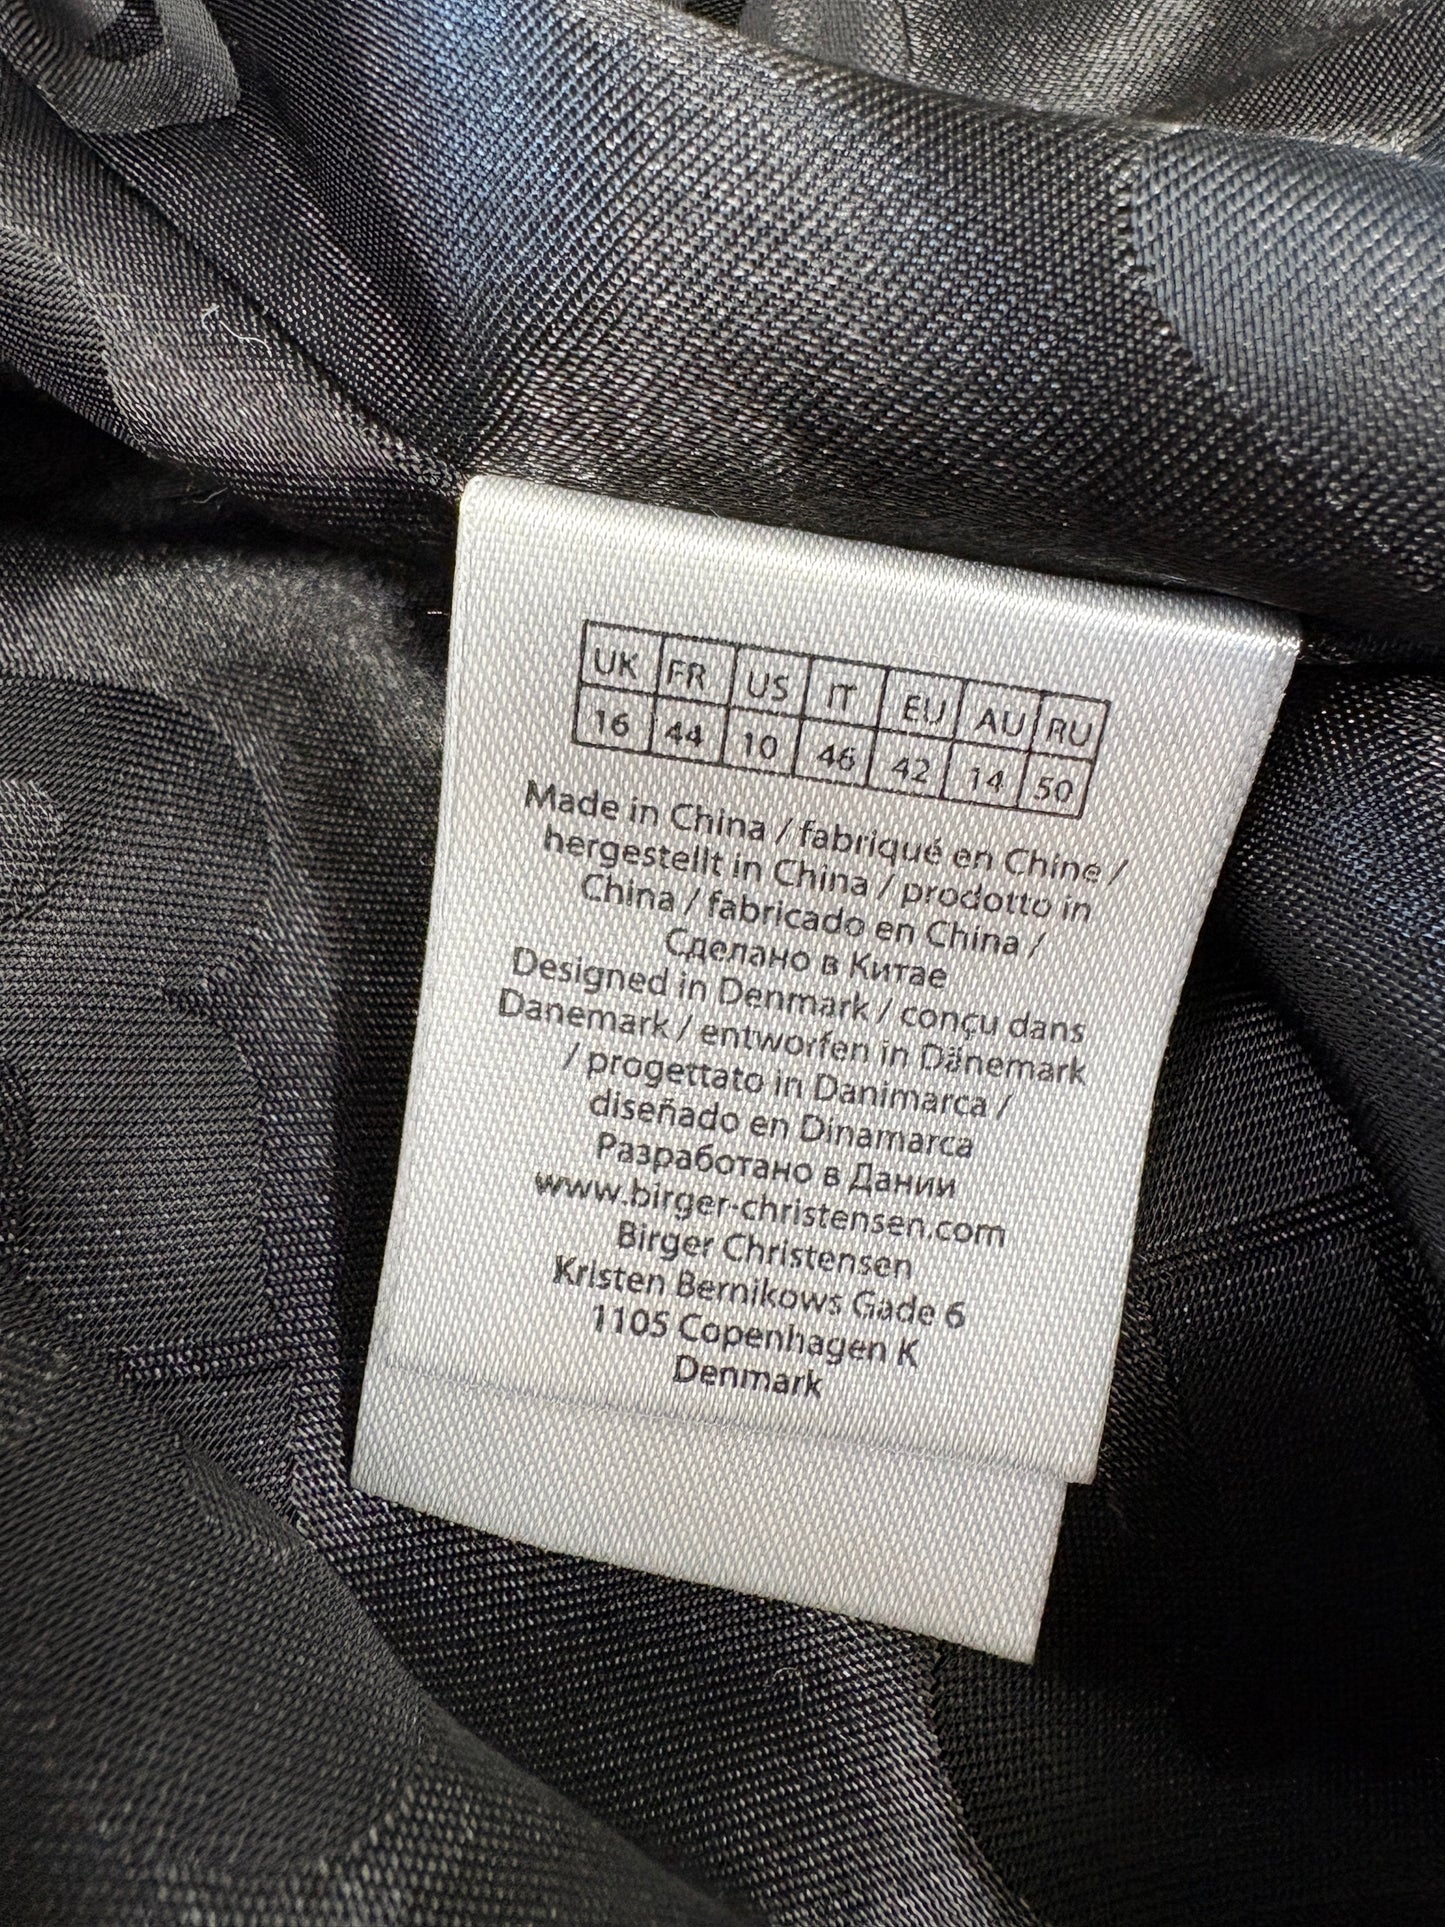 UK FR US IT EU AU RU
16 44 10 46 42 14 50
Made in China / fabriqué en Chine /
hergestellt in China / prodotto in
China / fabricado en China /
Сделано в Китае
Designed in Denmark / conçu dans
Danemark / entworfen in Dänemark
/ progettato in Danimarca /
diseñado en Dinamarca
Разработано в Дании
www.birger-christensen.com
Birger Christensen
Kristen Bernikows Gade 6
1105 Copenhagen K
Denmark